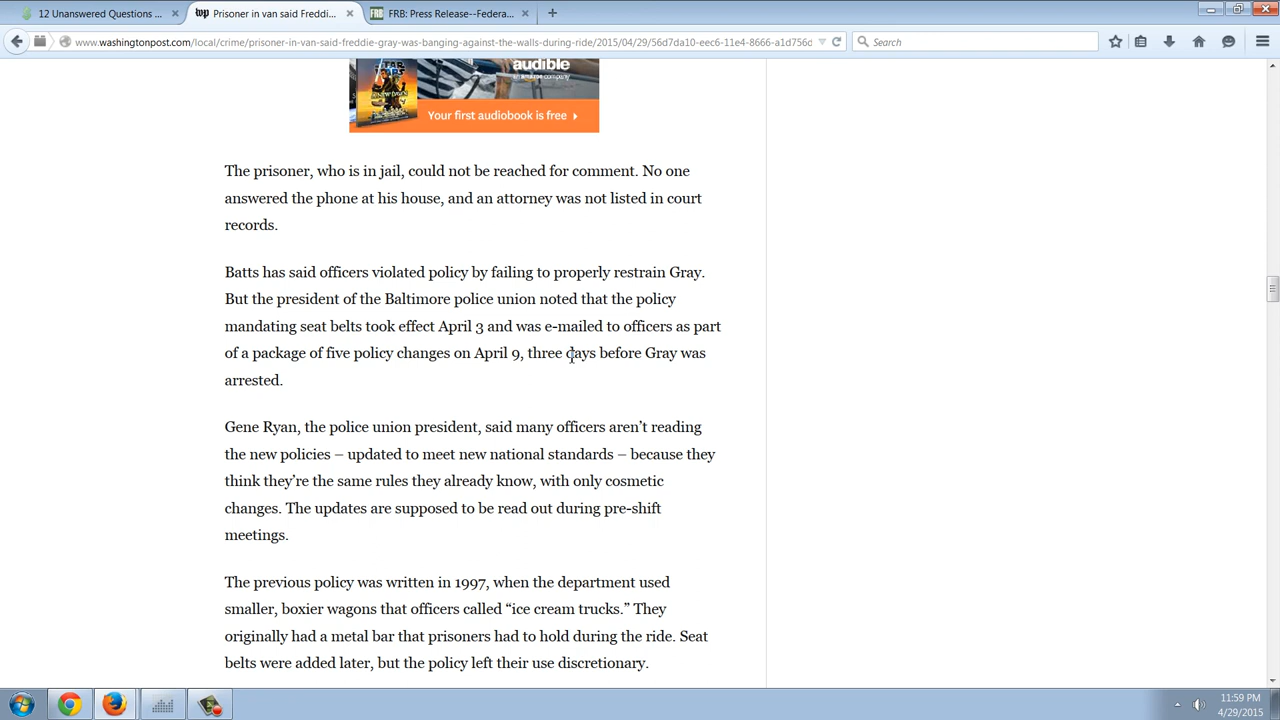 12 Unanswered Questions ...
Prisoner in van said Freddi...
FRB: Press Release--Federa...
www.washingtonpost.com/local/crime/prisoner-in-van-said-freddie-gray-was-banging-against-the-walls-during-ride/2015/04/29/56d7da10-eec6-11e4-8666-a1d756d
Search
audible
an amazon company
STAR WARS
A NEW DAWN
Your first audiobook is free
The prisoner, who is in jail, could not be reached for comment. No one
answered the phone at his house, and an attorney was not listed in court
records.
Batts has said officers violated policy by failing to properly restrain Gray.
But the president of the Baltimore police union noted that the policy
mandating seat belts took effect April 3 and was e-mailed to officers as part
of a package of five policy changes on April 9, three days before Gray was
arrested.
Gene Ryan, the police union president, said many officers aren’t reading
the new policies – updated to meet new national standards – because they
think they’re the same rules they already know, with only cosmetic
changes. The updates are supposed to be read out during pre-shift
meetings.
The previous policy was written in 1997, when the department used
smaller, boxier wagons that officers called “ice cream trucks.” They
originally had a metal bar that prisoners had to hold during the ride. Seat
belts were added later, but the policy left their use discretionary.
11:59 PM
4/29/2015